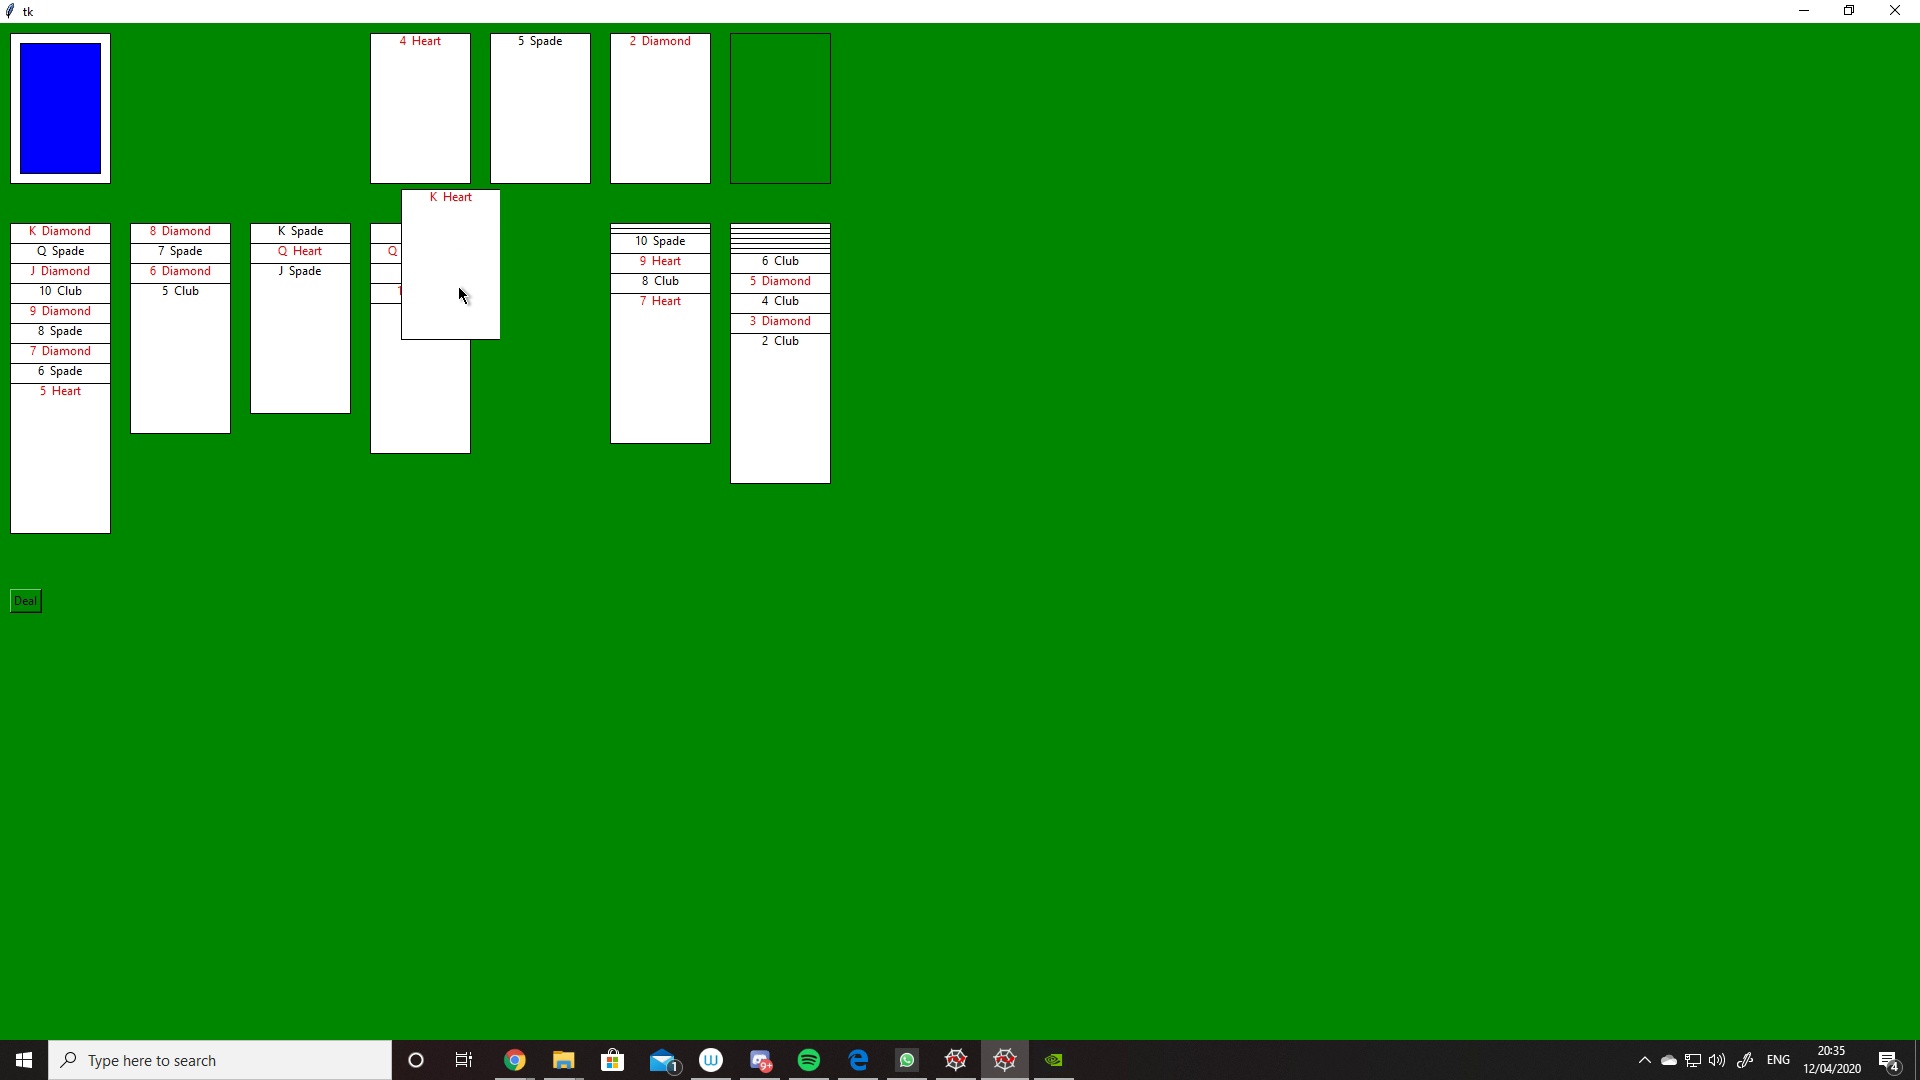 tk
4 Heart
5 Spade
2 Diamond
K Heart
K Diamond
Q Spade
J Diamond
10 Club
9 Diamond
8 Spade
7 Diamond
6 Spade
5 Heart
8 Diamond
7 Spade
6 Diamond
5 Club
K Spade
Q Heart
J Spade
Q
10 Spade
9 Heart
8 Club
7 Heart
6 Club
5 Diamond
4 Club
3 Diamond
2 Club
Deal
Type here to search
1
W
9+
ENG
20:35
12/04/2020
4